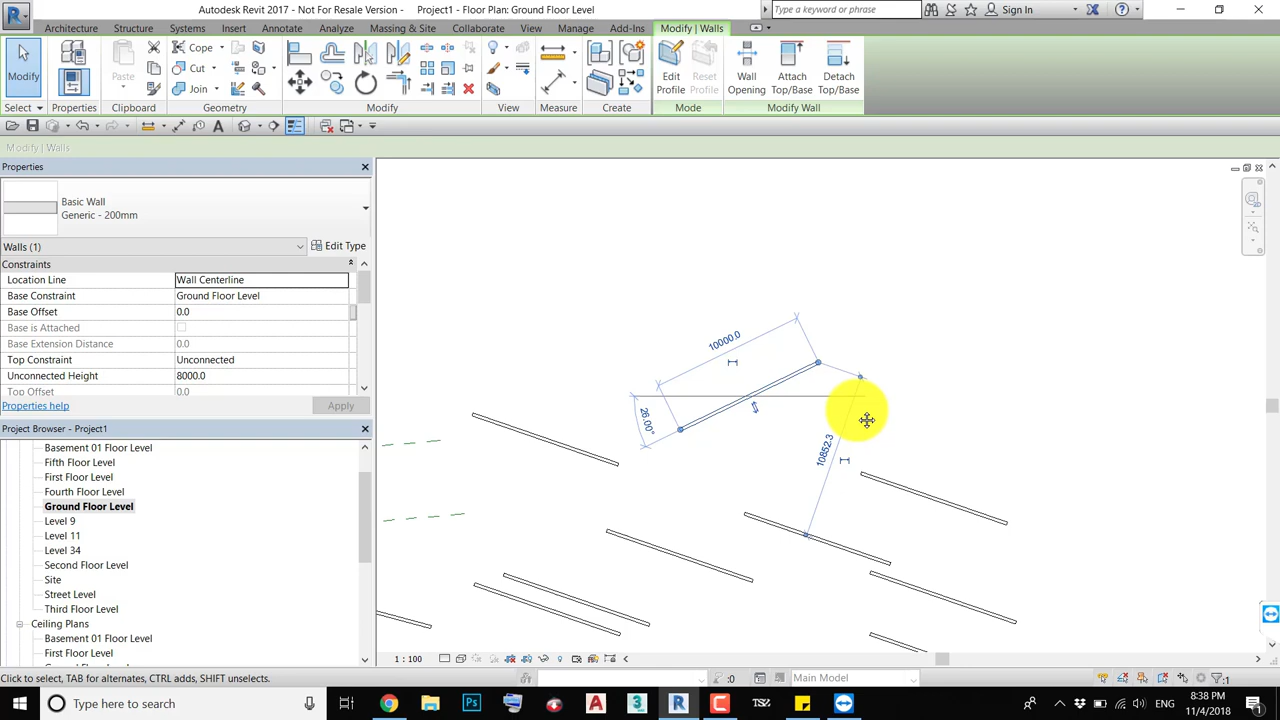 Autodesk Revit 2017 - Not For Resale Version - Project1 - Floor Plan: Ground Floor Level
Type a keyword or phrase
Sign In
Architecture Structure Systems Insert Annotate Analyze Massing & Site Collaborate View Manage Add-Ins Modify | Walls
Modify
Paste
Cope
Cut
Join
Edit Profile
Reset Profile
Wall Opening
Attach Top/Base
Detach Top/Base
Select Properties Clipboard Geometry Modify View Measure Create Mode Modify Wall
Modify | Walls
Properties
Basic Wall
Generic - 200mm
Walls (1)
Edit Type
Constraints
Location Line Wall Centerline
Base Constraint Ground Floor Level
Base Offset 0.0
Base is Attached
Base Extension Distance 0.0
Top Constraint Unconnected
Unconnected Height 8000.0
Top Offset 0.0
Properties help
Apply
Project Browser - Project1
Basement 01 Floor Level
Fifth Floor Level
First Floor Level
Fourth Floor Level
Ground Floor Level
Level 9
Level 11
Level 34
Second Floor Level
Site
Street Level
Third Floor Level
Ceiling Plans
Basement 01 Floor Level
First Floor Level
10000.0
26.00°
10852.3
1 : 100
Click to select, TAB for alternates, CTRL adds, SHIFT unselects.
:0
Main Model
:1
Type here to search
ENG
8:38 PM
11/4/2018